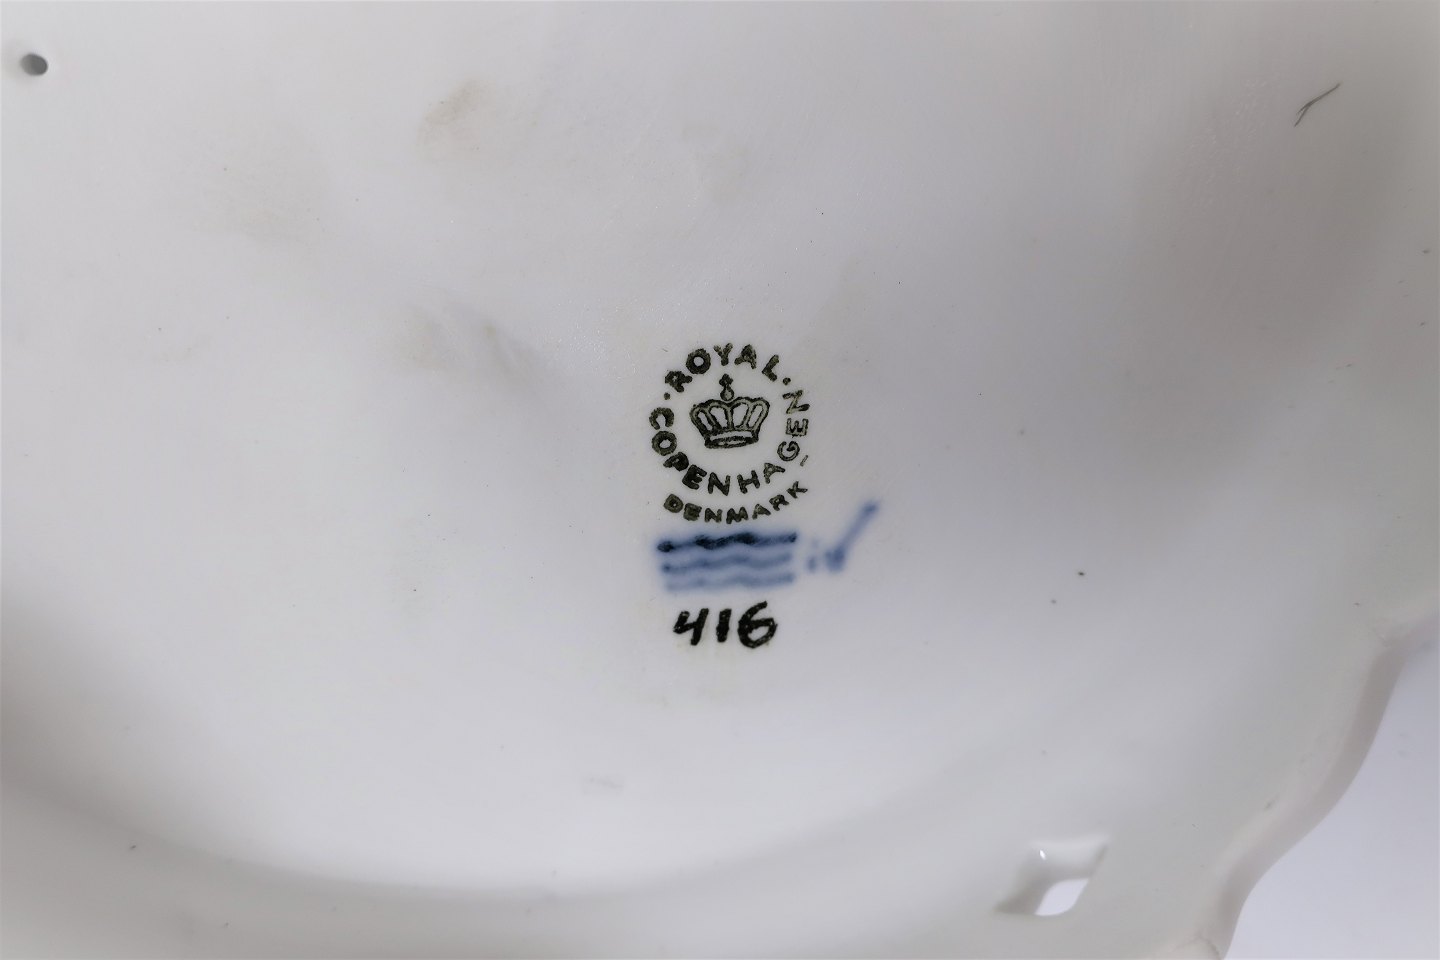 ROYAL
COPENHAGEN
DENMARK
416